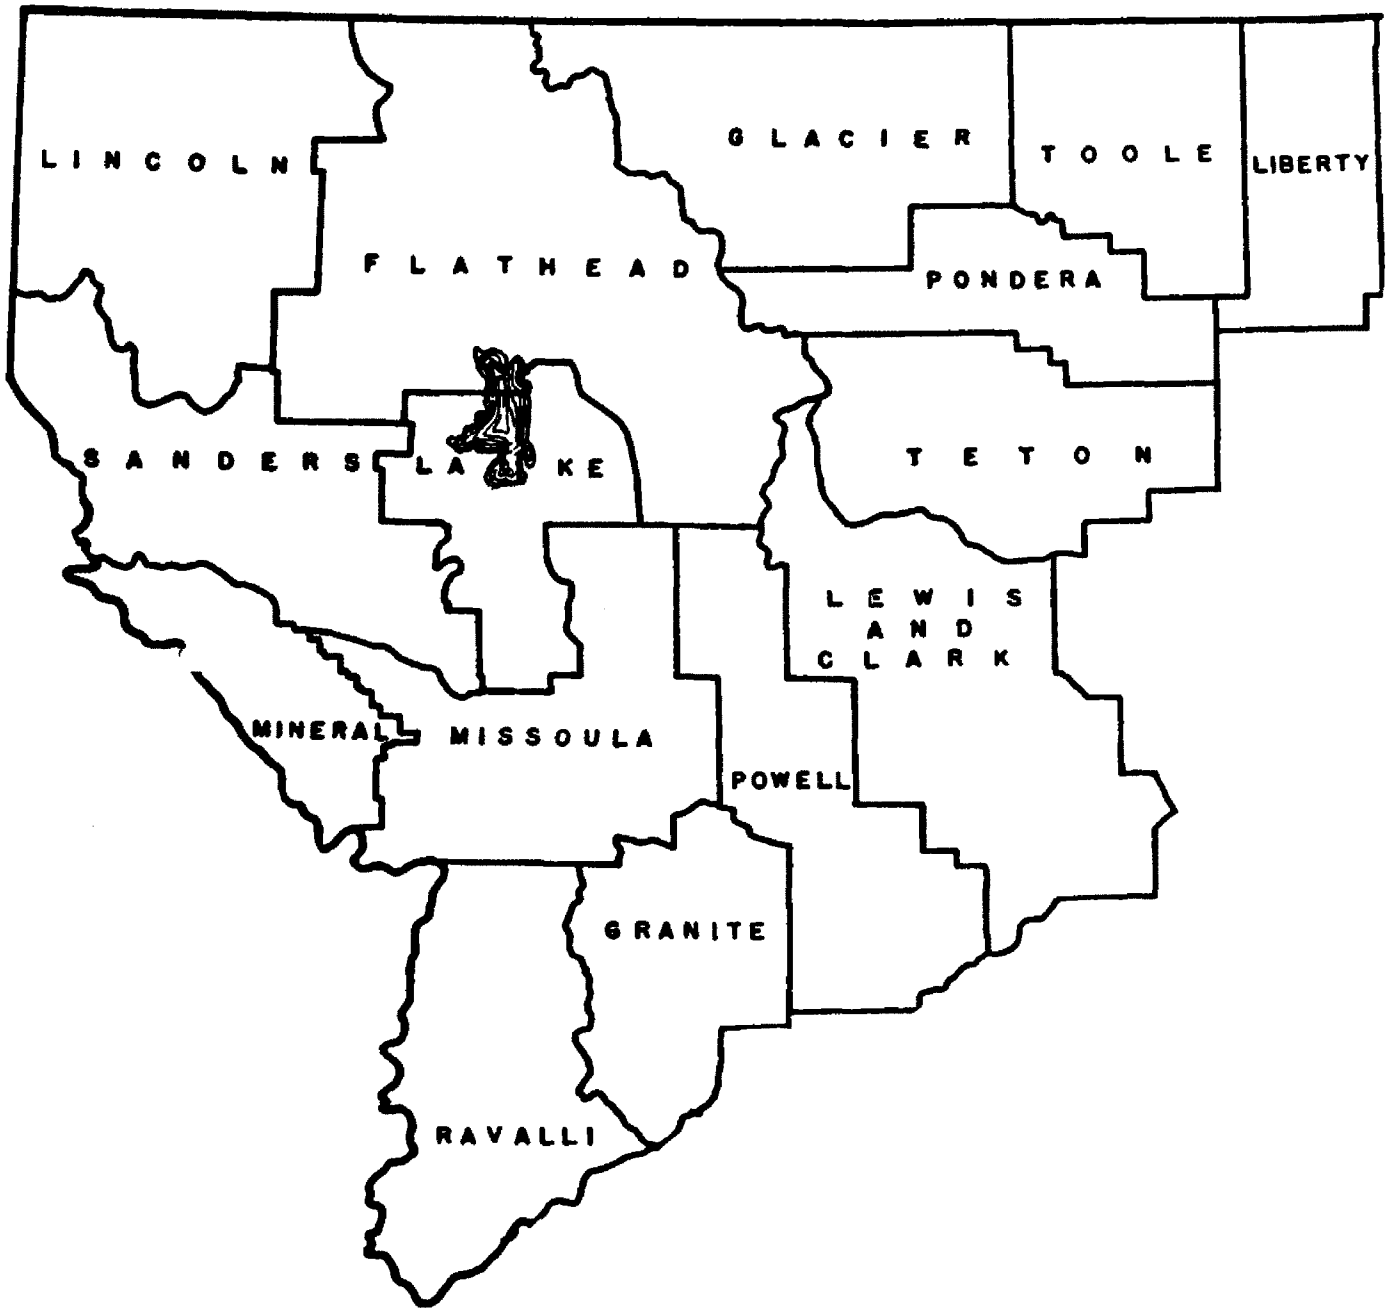 GLACIER
TOOLE
LINCOLN
LIBERTY
FLATHEAD
PONDERA
TETON
SANDERS
LAKE
LEWIS
AND
CLARK
MINERAL
MISSOULA
POWELL
GRANITE
RAVALLI